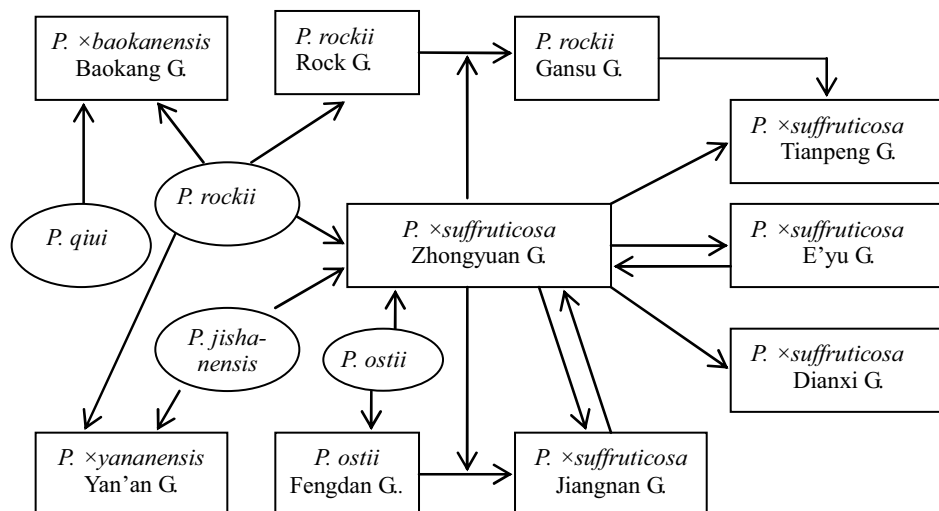 P. ×baokanensis
Baokang G.
P. rockii
Rock G.
P. rockii
Gansu G.
P. ×suffruticosa
Tianpeng G.
P. rockii
P. qiui
P. ×suffruticosa
Zhongyuan G.
P. ×suffruticosa
E’yu G.
P. jisha-
nensis
P. ostii
P. ×suffruticosa
Dianxi G.
P. ×yananensis
Yan’an G.
P. ostii
Fengdan G..
P. ×suffruticosa
Jiangnan G.